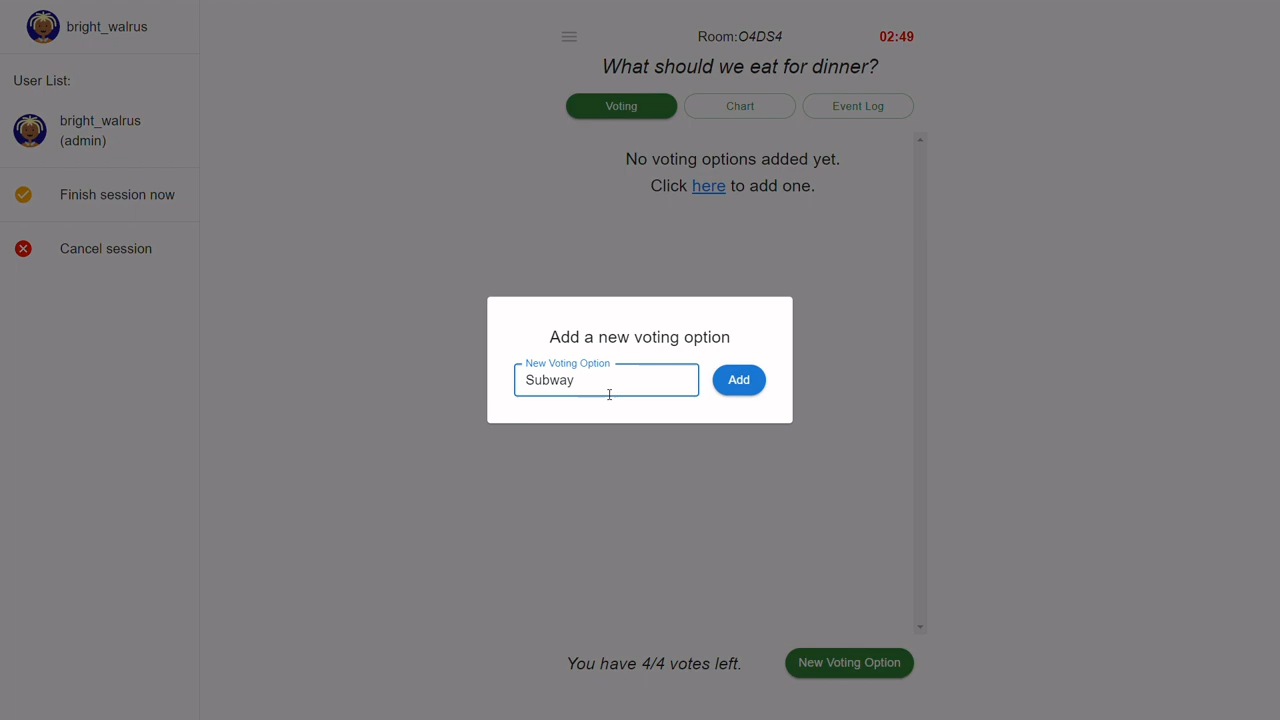 bright_walrus
User List:
bright_walrus
(admin)
Finish session now
Cancel session
Room:O4DS4
02:49
What should we eat for dinner?
Voting
Chart
Event Log
No voting options added yet.
Click here to add one.
Add a new voting option
New Voting Option
Subway
Add
You have 4/4 votes left.
New Voting Option